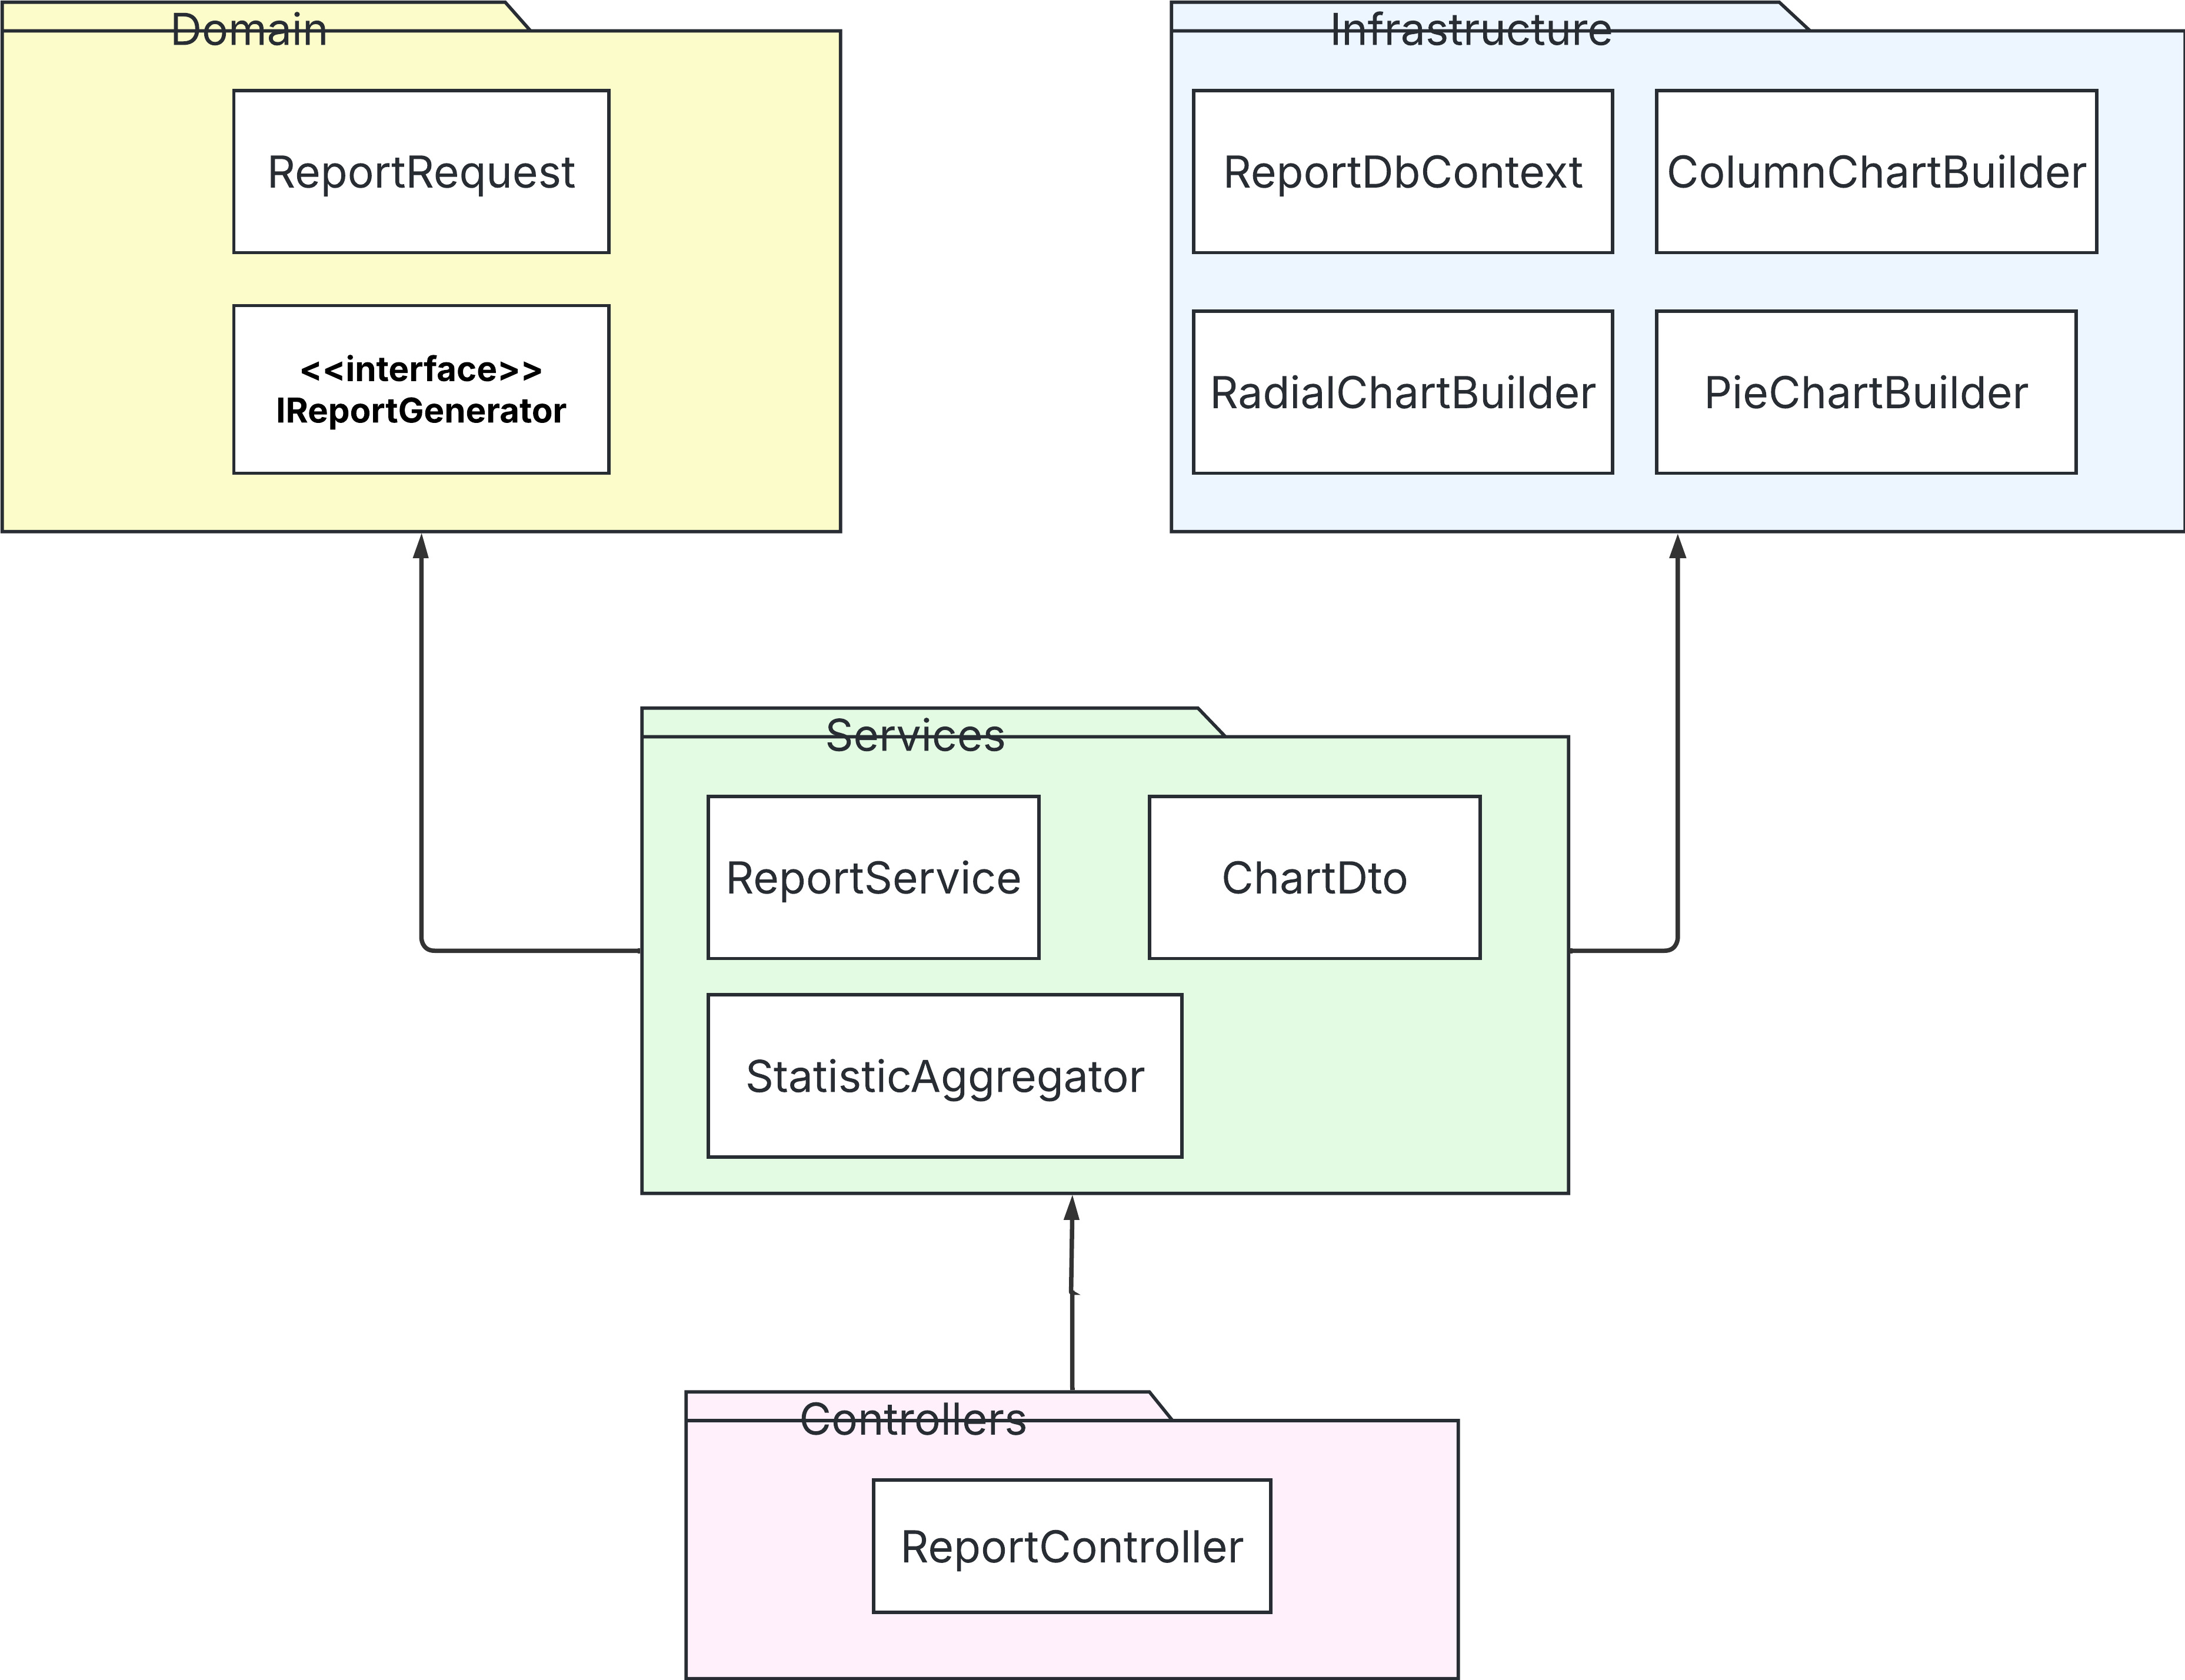 Domain
ReportRequest
<<interface>>
IReportGenerator
Infrastructure
ReportDbContext
ColumnChartBuilder
RadialChartBuilder
PieChartBuilder
Services
ReportService
ChartDto
StatisticAggregator
Controllers
ReportController